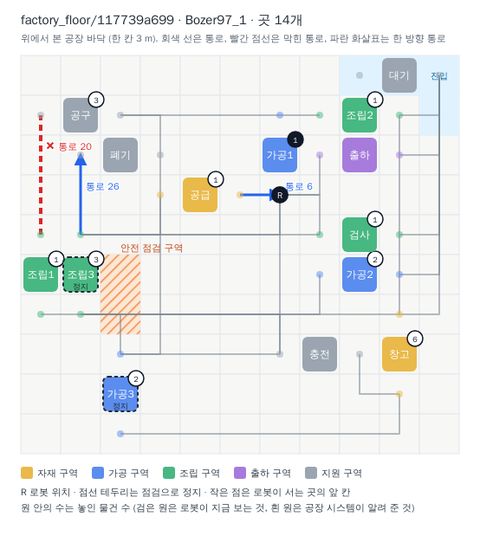 factory_floor/117739a699 · Bozer97_1 · 곳 14개
위에서 본 공장 바닥 (한 칸 3 m). 회색 선은 통로, 빨간 점선은 막힌 통로, 파란 화살표는 한 방향 통로
대기
공구 3
조립2 1
✖ 통로 20
폐기
가공1 1
출하
통로 26
공급 1
R
통로 6
안전 점검 구역
검사 1
조립1 1
조립3 3
정지
가공2 2
충전
창고 6
가공3 2
정지
자재 구역 가공 구역 조립 구역 출하 구역 지원 구역
R 로봇 위치 · 점선 테두리는 점검으로 정지 · 작은 점은 로봇이 서는 곳의 앞 칸
원 안의 수는 놓인 물건 수 (검은 원은 로봇이 지금 보는 것, 흰 원은 공장 시스템이 알려 준 것)